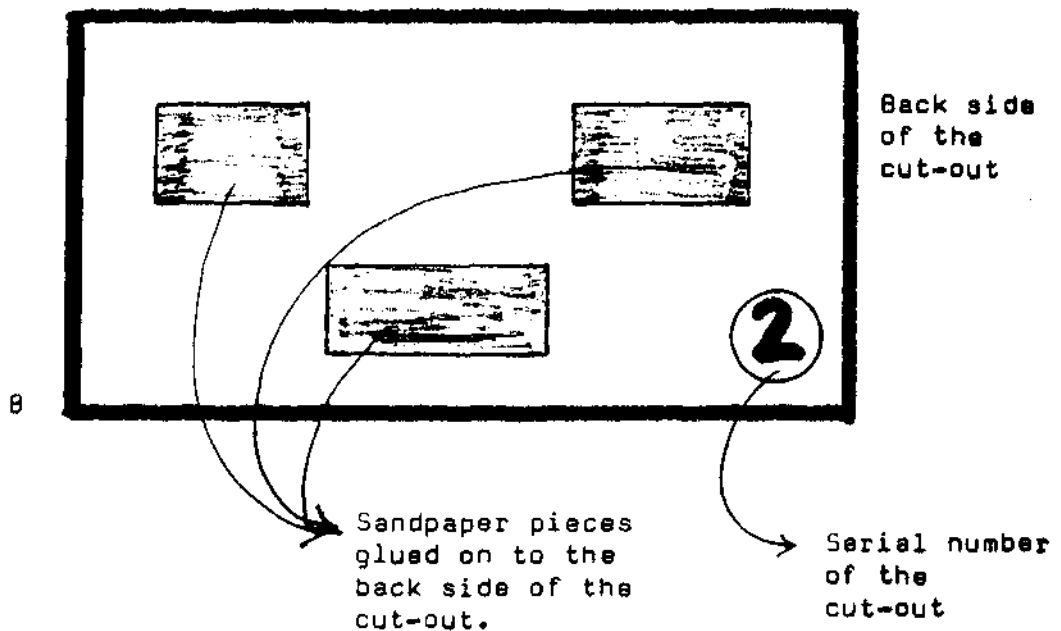 Back side
of the
cut-out
2
B
Sandpaper pieces
glued on to the
back side of the
cut-out.
Serial number
of the
cut-out